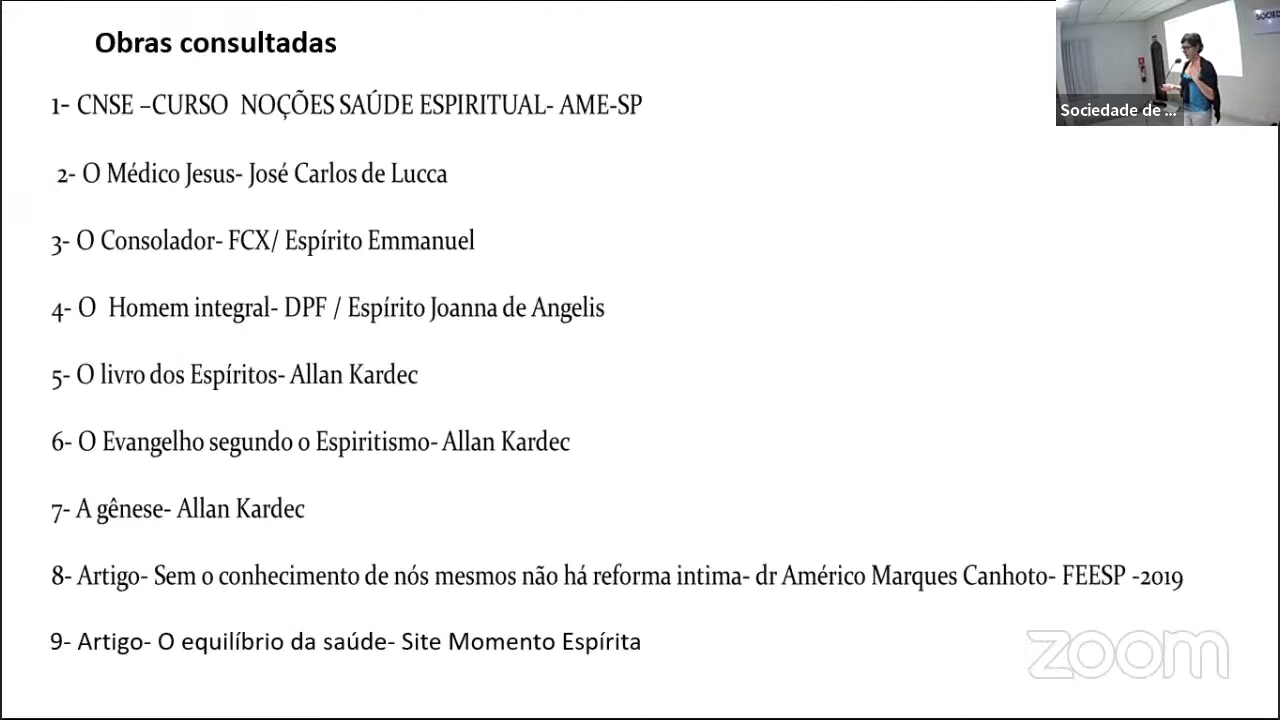 Obras consultadas
1- CNSE –CURSO NOÇÕES SAÚDE ESPIRITUAL- AME-SP
2- O Médico Jesus- José Carlos de Lucca
3- O Consolador- FCX/ Espírito Emmanuel
4- O Homem integral- DPF / Espírito Joanna de Angelis
5- O livro dos Espíritos- Allan Kardec
6- O Evangelho segundo o Espiritismo- Allan Kardec
7- A gênese- Allan Kardec
8- Artigo- Sem o conhecimento de nós mesmos não há reforma intima- dr Américo Marques Canhoto- FEESP -2019
9- Artigo- O equilíbrio da saúde- Site Momento Espírita
Sociedade de ...
zoom